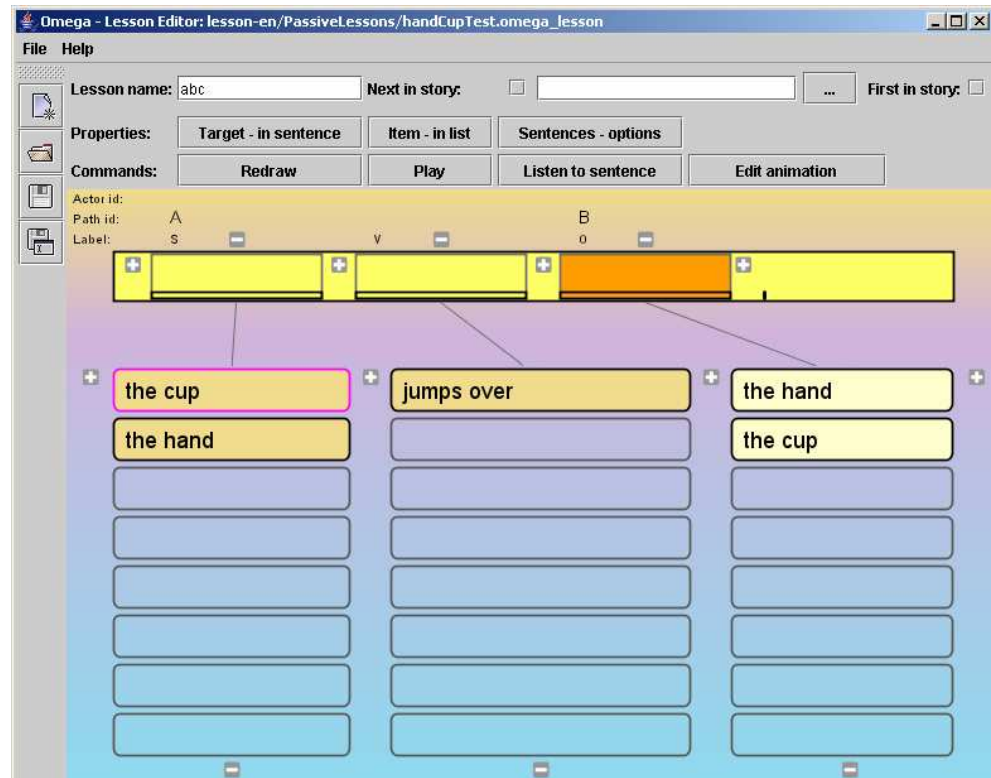 Omega - Lesson Editor: lesson-en/PassiveLessons/handCupTest.omega_lesson
File Help
Lesson name: abc Next in story: ... First in story:
Properties: Target - in sentence Item - in list Sentences - options
Commands: Redraw Play Listen to sentence Edit animation
Actor id:
Path id: A B
Label: S V O
the cup jumps over the hand
the hand the cup